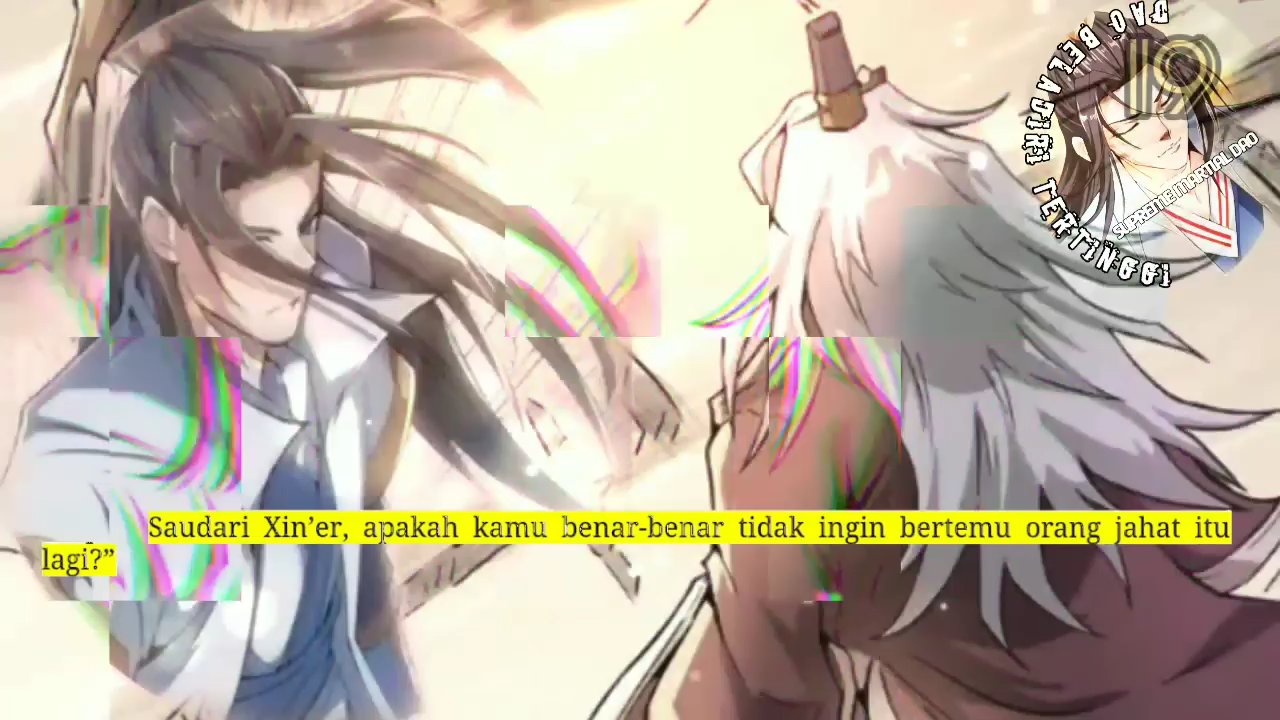 DAO BELADIRI TERTINGGI
19
SUPREME MARTIAL DAO
Saudari Xin’er, apakah kamu benar-benar tidak ingin bertemu orang jahat itu
lagi?”